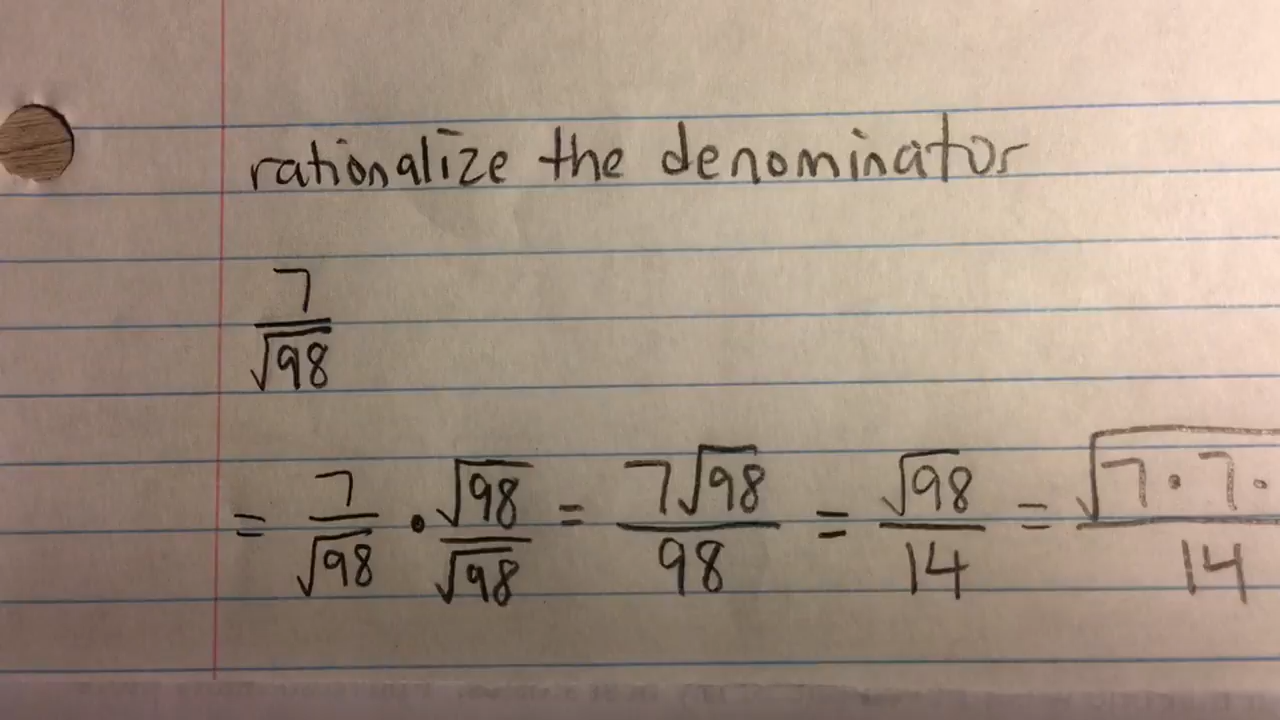 rationalize the denominator
7/√98
= 7/√98 • √98/√98 = 7√98/98 = √98/14 = √7·7·/14